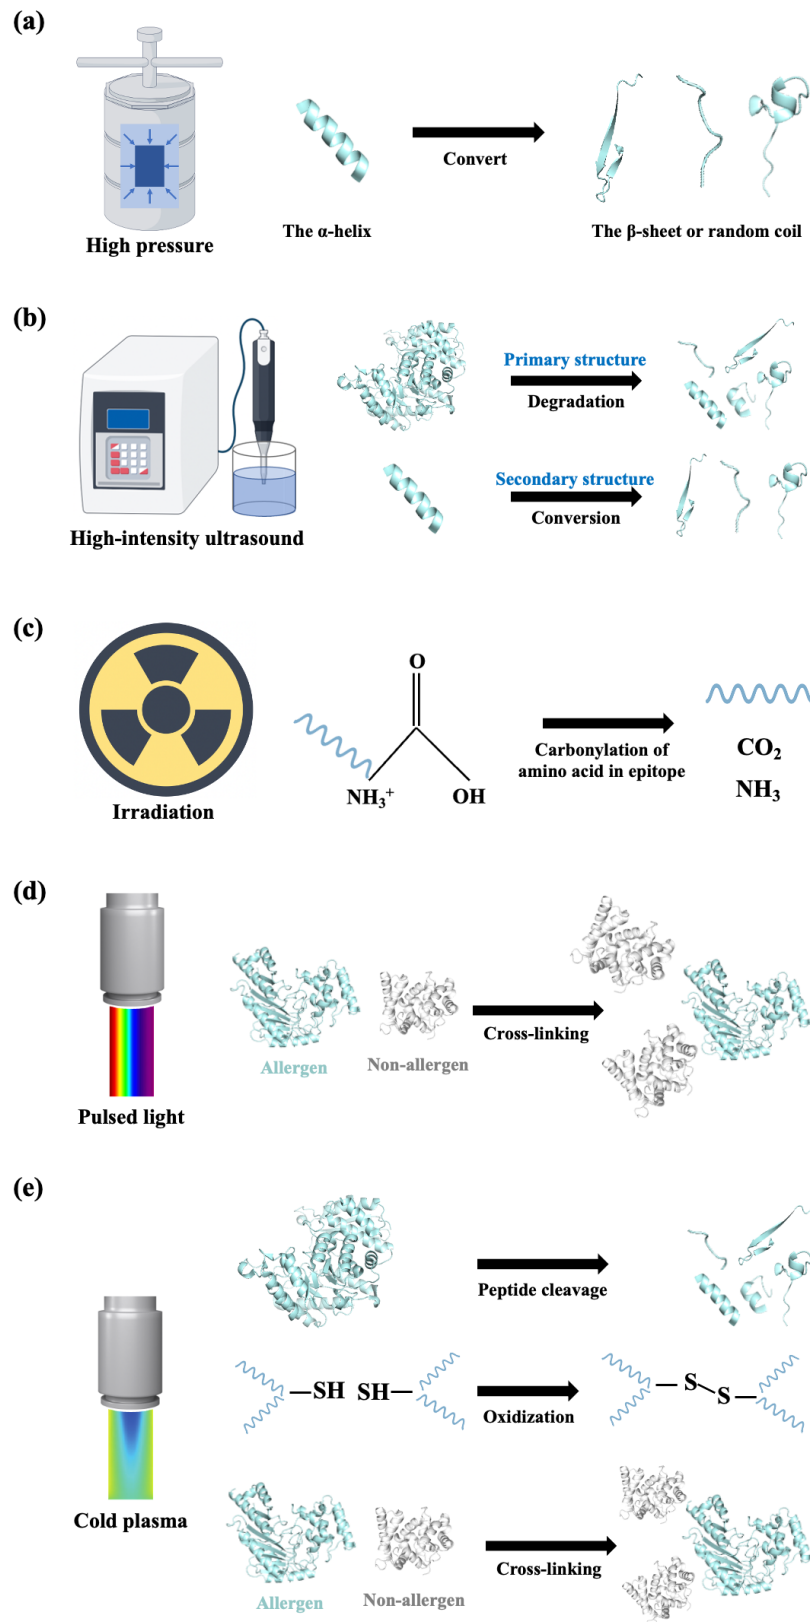 (a)
High pressure
The α-helix
Convert
The β-sheet or random coil
(b)
High-intensity ultrasound
Primary structure
Degradation
Secondary structure
Conversion
(c)
Irradiation
O
NH₃⁺
OH
Carbonylation of
amino acid in epitope
CO₂
NH₃
(d)
Pulsed light
Allergen
Non-allergen
Cross-linking
(e)
Cold plasma
Peptide cleavage
SH SH
Oxidization
S
S
Allergen
Non-allergen
Cross-linking